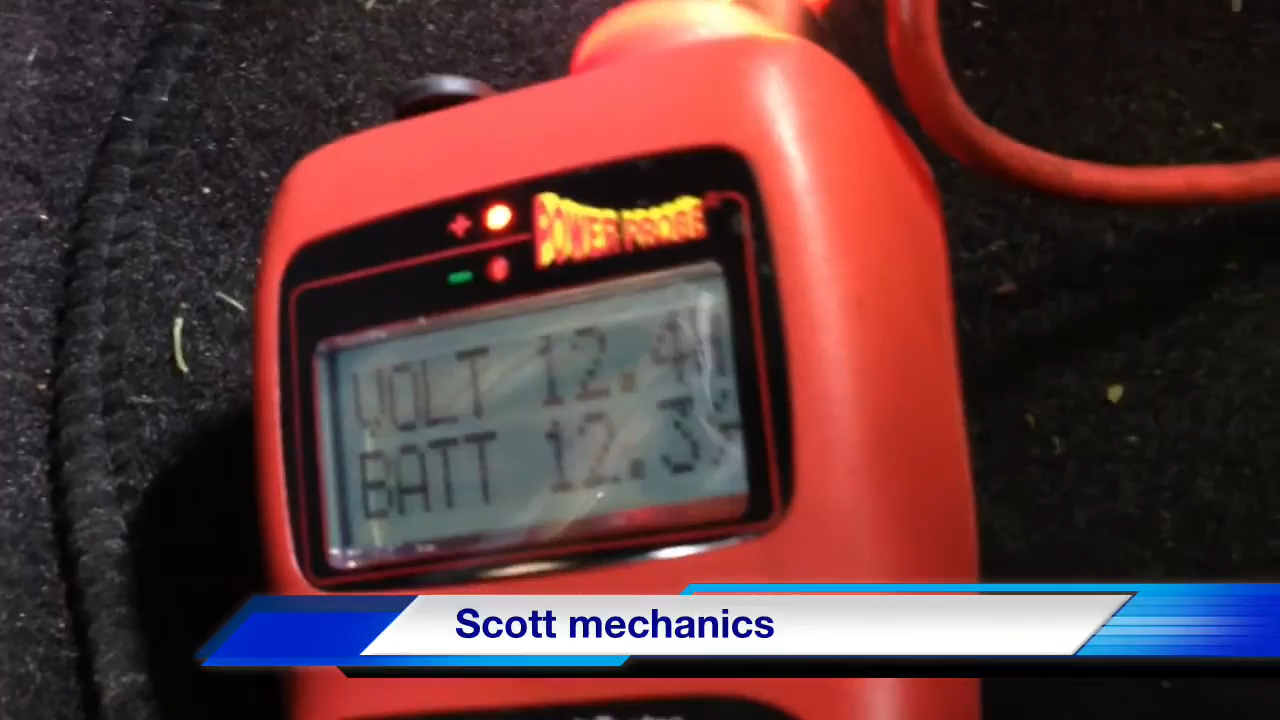 +
POWER PROBE
-
VOLT 12.4
BATT 12.3
Scott mechanics